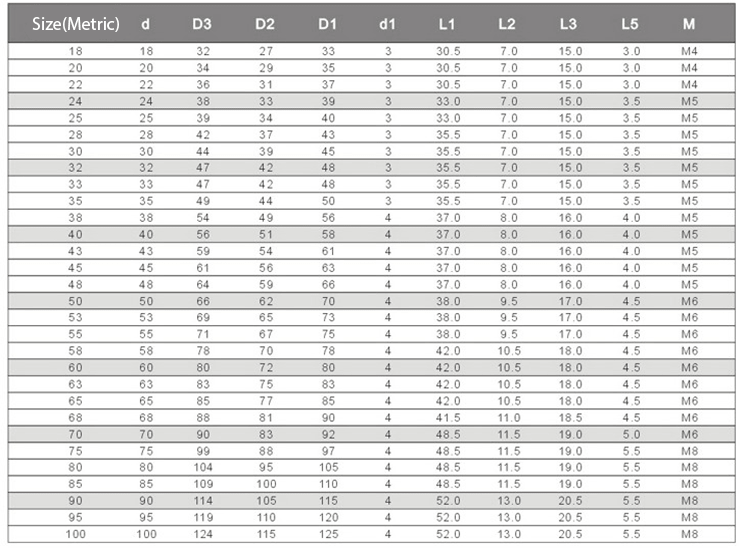 Size(Metric) d D3 D2 D1 d1 L1 L2 L3 L5 M
18 18 32 27 33 3 30.5 7.0 15.0 3.0 M4
20 20 34 29 35 3 30.5 7.0 15.0 3.0 M4
22 22 36 31 37 3 30.5 7.0 15.0 3.0 M4
24 24 38 33 39 3 33.0 7.0 15.0 3.5 M5
25 25 39 34 40 3 33.0 7.0 15.0 3.5 M5
28 28 42 37 43 3 35.5 7.0 15.0 3.5 M5
30 30 44 39 45 3 35.5 7.0 15.0 3.5 M5
32 32 47 42 48 3 35.5 7.0 15.0 3.5 M5
33 33 47 42 48 3 35.5 7.0 15.0 3.5 M5
35 35 49 44 50 3 35.5 7.0 15.0 3.5 M5
38 38 54 49 56 4 37.0 8.0 16.0 4.0 M5
40 40 56 51 58 4 37.0 8.0 16.0 4.0 M5
43 43 59 54 61 4 37.0 8.0 16.0 4.0 M5
45 45 61 56 63 4 37.0 8.0 16.0 4.0 M5
48 48 64 59 66 4 37.0 8.0 16.0 4.0 M5
50 50 66 62 70 4 38.0 9.5 17.0 4.5 M6
53 53 69 65 73 4 38.0 9.5 17.0 4.5 M6
55 55 71 67 75 4 38.0 9.5 17.0 4.5 M6
58 58 78 70 78 4 42.0 10.5 18.0 4.5 M6
60 60 80 72 80 4 42.0 10.5 18.0 4.5 M6
63 63 83 75 83 4 42.0 10.5 18.0 4.5 M6
65 65 85 77 85 4 42.0 10.5 18.0 4.5 M6
68 68 88 81 90 4 41.5 11.0 18.5 4.5 M6
70 70 90 83 92 4 48.5 11.5 19.0 5.0 M6
75 75 99 88 97 4 48.5 11.5 19.0 5.5 M8
80 80 104 95 105 4 48.5 11.5 19.0 5.5 M8
85 85 109 100 110 4 48.5 11.5 19.0 5.5 M8
90 90 114 105 115 4 52.0 13.0 20.5 5.5 M8
95 95 119 110 120 4 52.0 13.0 20.5 5.5 M8
100 100 124 115 125 4 52.0 13.0 20.5 5.5 M8